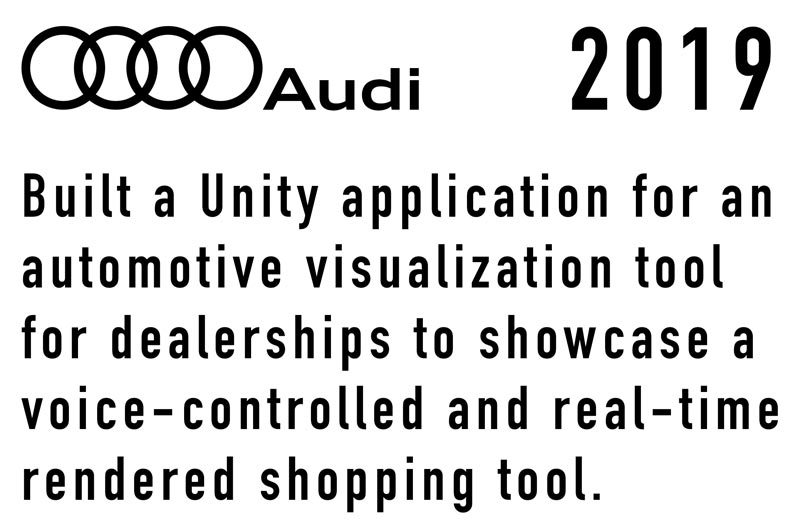 Audi 2019
Built a Unity application for an
automotive visualization tool
for dealerships to showcase a
voice-controlled and real-time
rendered shopping tool.